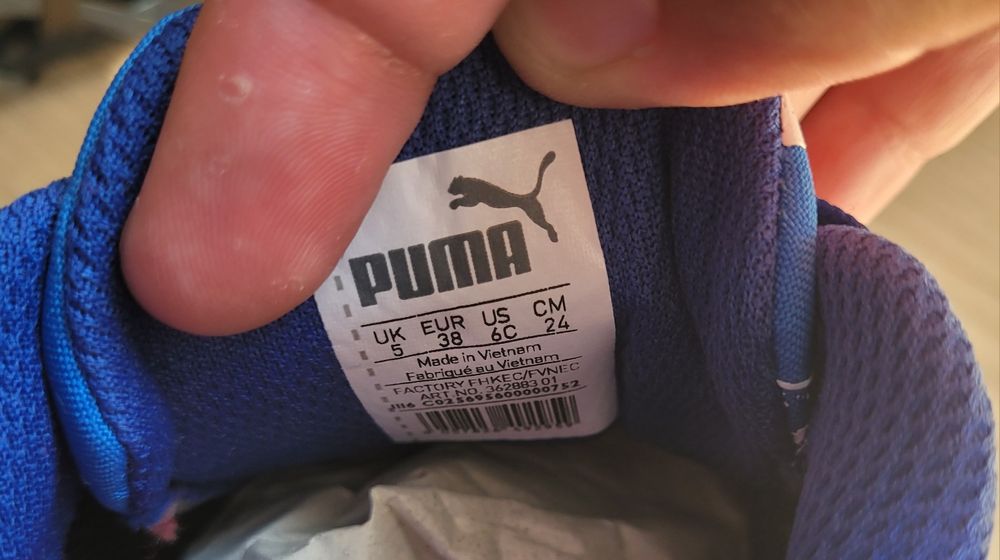 PUMA
UK EUR US CM
5 38 6C 24
Made in Vietnam
Fabriqué au Vietnam
FACTORY FHKEC/FVNEC
ART NO. 362883 01
C0256956000000752